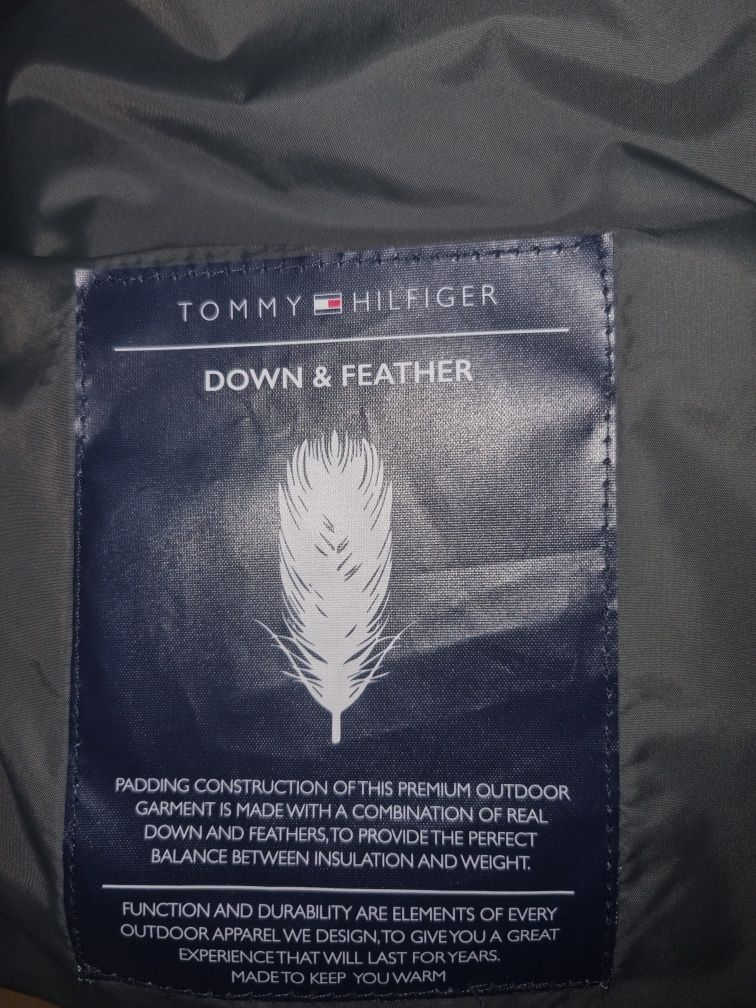 TOMMY HILFIGER
DOWN & FEATHER
PADDING CONSTRUCTION OF THIS PREMIUM OUTDOOR
GARMENT IS MADE WITH A COMBINATION OF REAL
DOWN AND FEATHERS, TO PROVIDE THE PERFECT
BALANCE BETWEEN INSULATION AND WEIGHT.
FUNCTION AND DURABILITY ARE ELEMENTS OF EVERY
OUTDOOR APPAREL WE DESIGN, TO GIVE YOU A GREAT
EXPERIENCE THAT WILL LAST FOR YEARS.
MADE TO KEEP YOU WARM